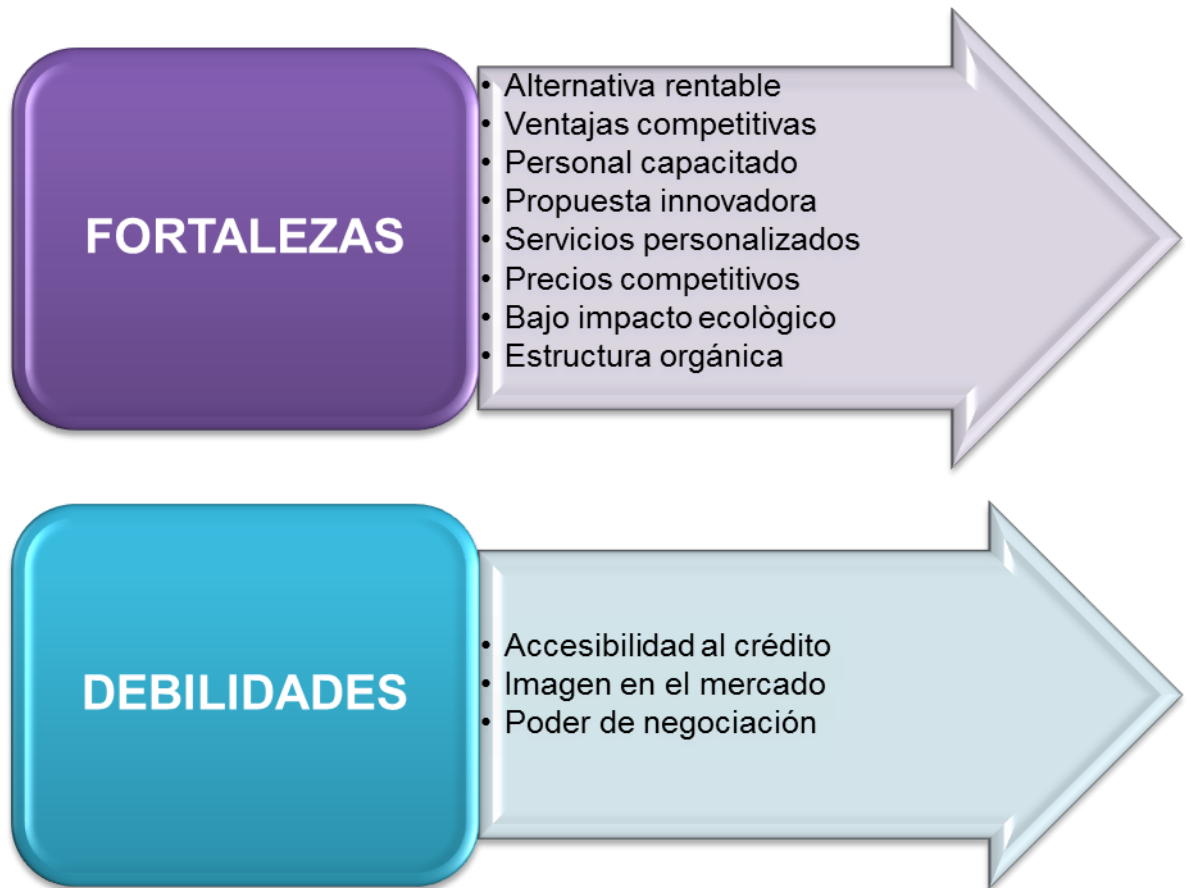 FORTALEZAS
• Alternativa rentable
• Ventajas competitivas
• Personal capacitado
• Propuesta innovadora
• Servicios personalizados
• Precios competitivos
• Bajo impacto ecològico
• Estructura orgánica
DEBILIDADES
• Accesibilidad al crédito
• Imagen en el mercado
• Poder de negociación